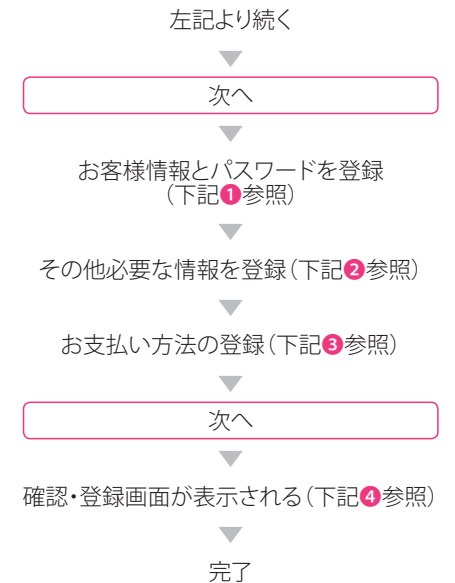 左記より続く
次へ
お客様情報とパスワードを登録
（下記❶参照）
その他必要な情報を登録（下記❷参照）
お支払い方法の登録（下記❸参照）
次へ
確認・登録画面が表示される（下記❹参照）
完了